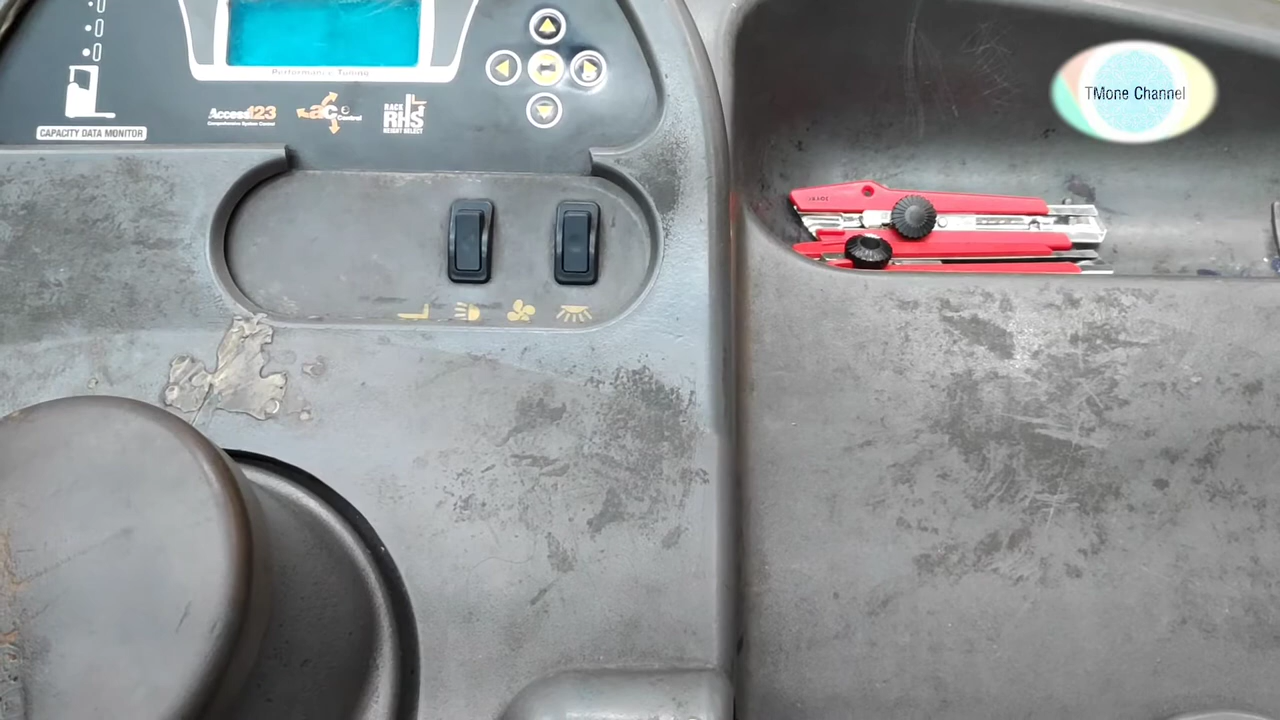 Performance Tuning
Access123
Comprehensive System Control
ac Control
RACK
RHS
HEIGHT SELECT
CAPACITY DATA MONITOR
TMone Channel